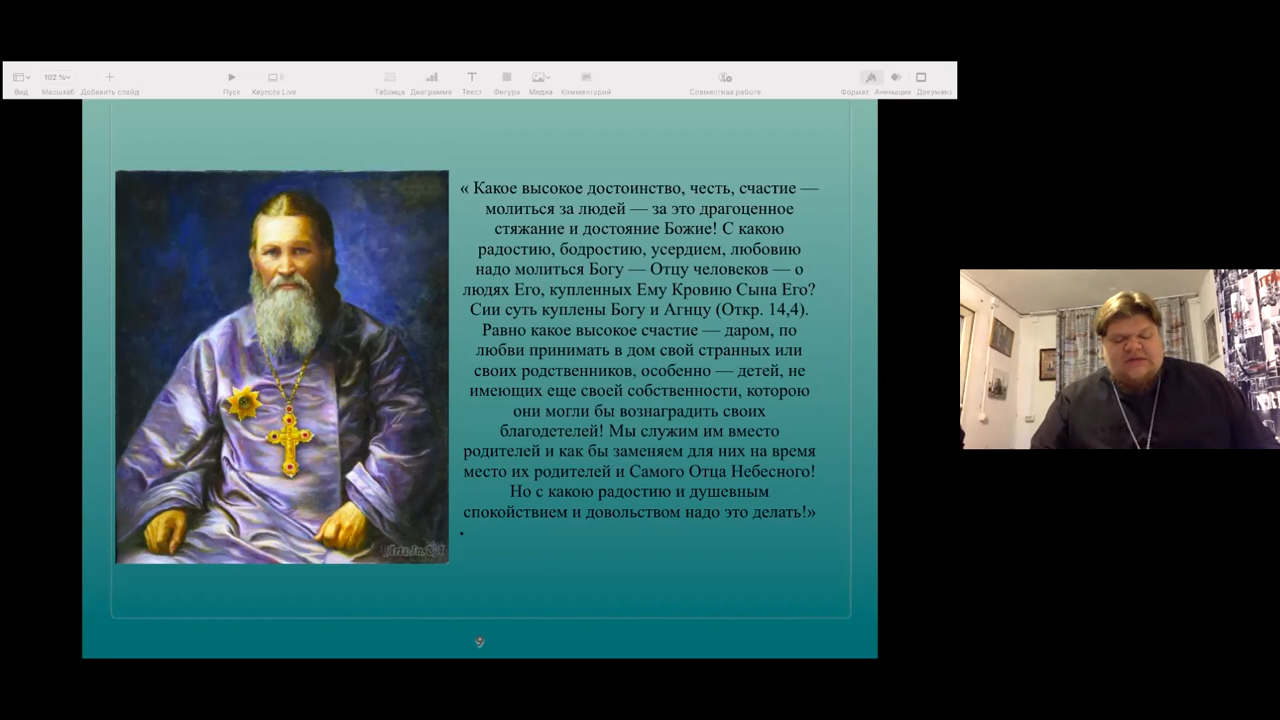 102 %
Вид
Масштаб
Добавить слайд
Пуск
Keynote Live
Таблица
Диаграмма
Текст
Фигура
Медиа
Комментарий
Совместная работа
Формат
Анимация
Документ
« Какое высокое достоинство, честь, счастие —
молиться за людей — за это драгоценное
стяжание и достояние Божие! С какою
радостию, бодростию, усердием, любовию
надо молиться Богу — Отцу человеков — о
людях Его, купленных Ему Кровию Сына Его?
Сии суть куплены Богу и Агнцу (Откр. 14,4).
Равно какое высокое счастие — даром, по
любви принимать в дом свой странных или
своих родственников, особенно — детей, не
имеющих еще своей собственности, которою
они могли бы вознаградить своих
благодетелей! Мы служим им вместо
родителей и как бы заменяем для них на время
место их родителей и Самого Отца Небесного!
Но с какою радостию и душевным
спокойствием и довольством надо это делать!»
9